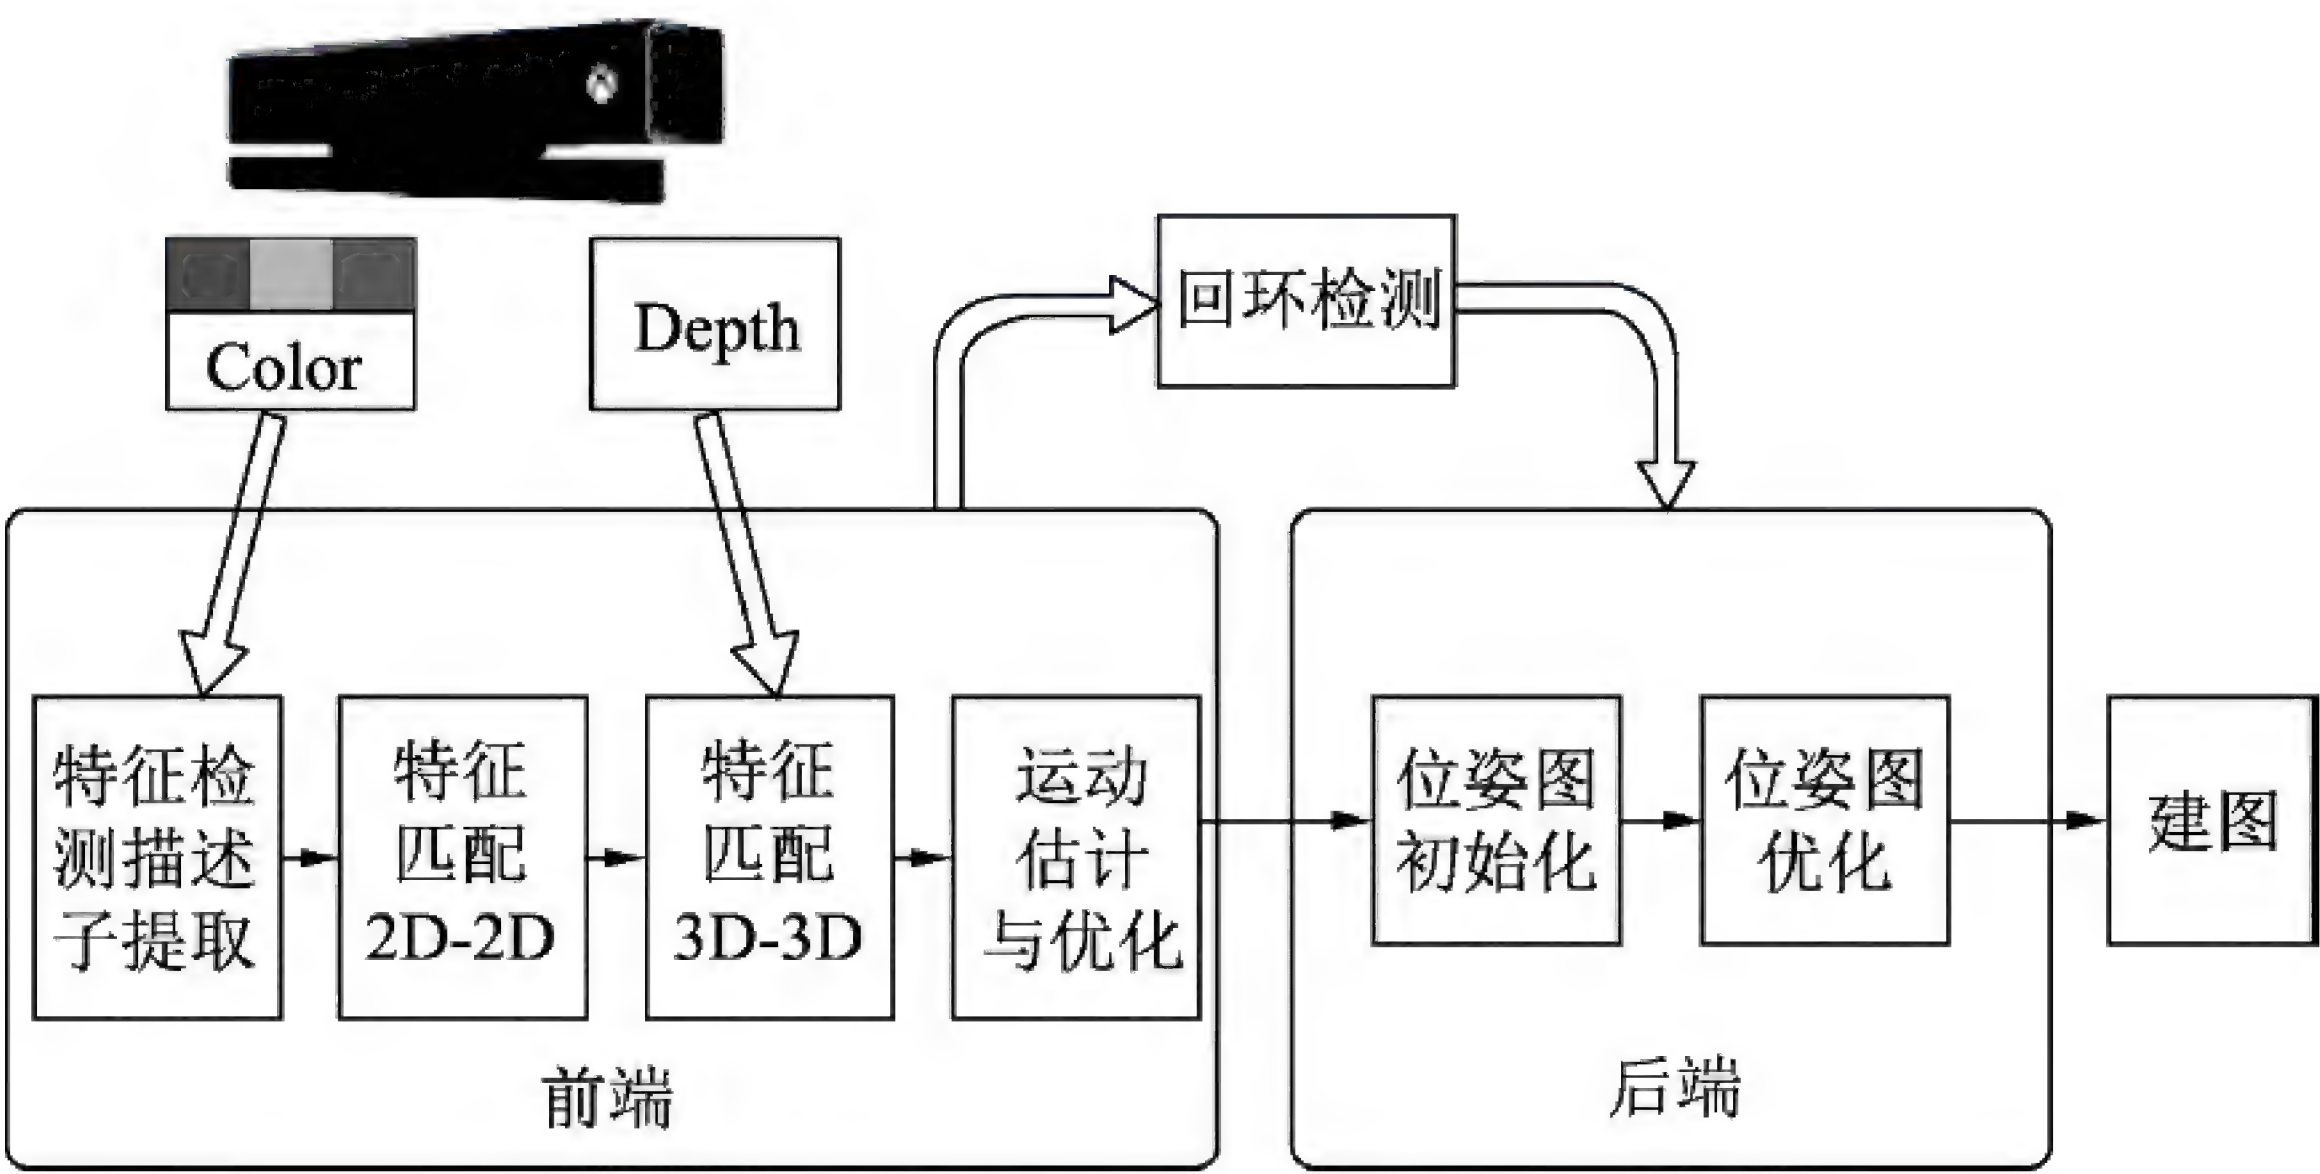 Color
Depth
回环检测
特征检
测描述
子提取
特征
匹配
2D-2D
特征
匹配
3D-3D
运动
估计
与优化
前端
位姿图
初始化
位姿图
优化
后端
建图